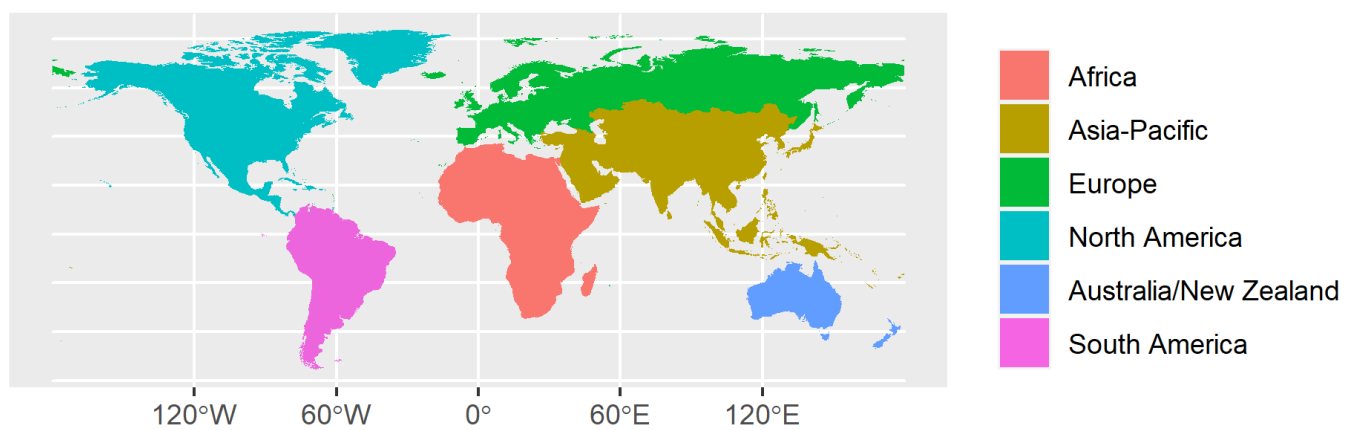 Africa
Asia-Pacific
Europe
North America
Australia/New Zealand
South America
120°W 60°W 0° 60°E 120°E